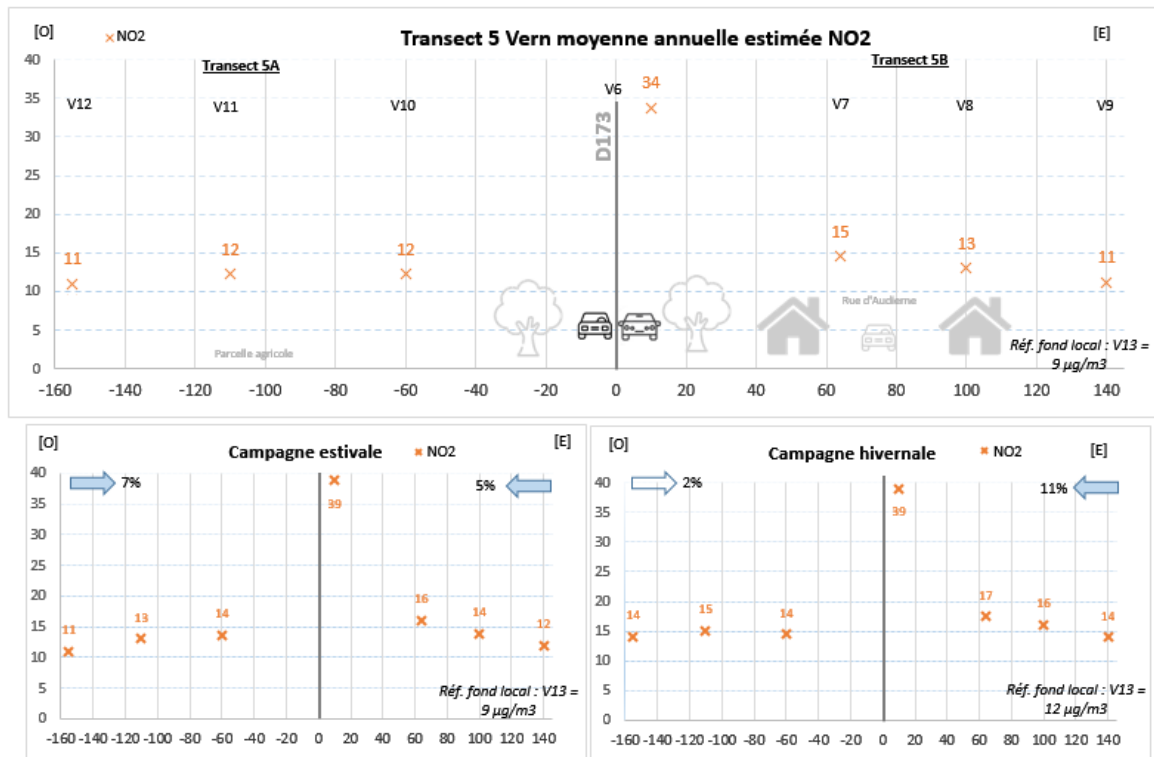 [O]
NO2
Transect 5 Vern moyenne annuelle estimée NO2
[E]
Transect 5A
Transect 5B
40
35
30
25
20
15
10
5
0
V12
V11
V10
V6
34
V7
V8
V9
D173
11
12
12
15
13
11
Rue d'Audierne
Parcelle agricole
Réf. fond local : V13 =
9 µg/m3
-160 -140 -120 -100 -80 -60 -40 -20 0 20 40 60 80 100 120 140
[O]
Campagne estivale
NO2
[E]
7%
5%
40
35
30
25
20
15
10
5
0
39
11
13
14
16
14
12
Réf. fond local : V13 =
9 µg/m3
-160 -140 -120 -100 -80 -60 -40 -20 0 20 40 60 80 100 120 140
[O]
Campagne hivernale
NO2
[E]
2%
11%
40
35
30
25
20
15
10
5
0
39
14
15
14
17
16
14
Réf. fond local : V13 =
12 µg/m3
-160 -140 -120 -100 -80 -60 -40 -20 0 20 40 60 80 100 120 140